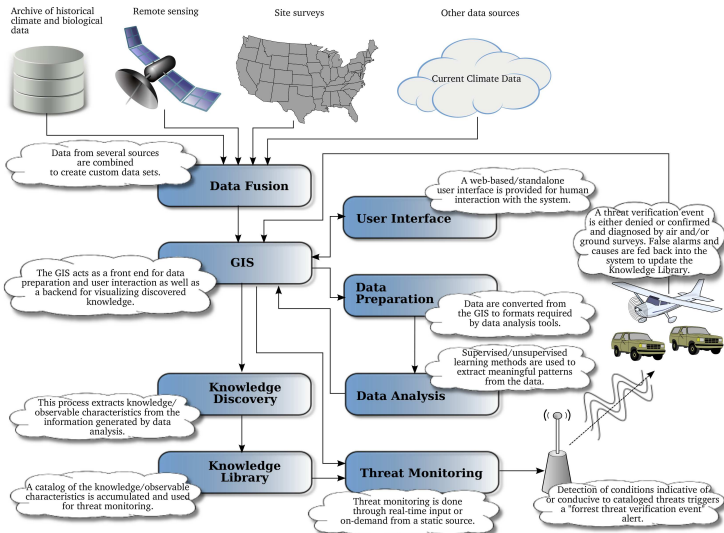 Archive of historical
climate and biological
data
Remote sensing
Site surveys
Other data sources
Current Climate Data
Data from several sources
are combined
to create custom data sets.
Data Fusion
A web-based/standalone
user interface is provided for human
interaction with the system.
User Interface
A threat verification event
is either denied or confirmed
and diagnosed by air and/or
ground surveys. False alarms and
causes are fed back into the
system to update the
Knowledge Library.
GIS
The GIS acts as a front end for data
preparation and user interaction as well as
a backend for visualizing discovered
knowledge.
Data
Preparation
Data are converted from
the GIS to formats required
by data analysis tools.
Supervised/unsupervised
learning methods are used to
extract meaningful patterns
from the data.
Knowledge
Discovery
Data Analysis
This process extracts knowledge/
observable characteristics from the
information generated by data
analysis.
Knowledge
Library
Threat Monitoring
A catalog of the knowledge/observable
characteristics is accumulated and used
for threat monitoring.
Threat monitoring is done
through real-time input or
on-demand from a static source.
Detection of conditions indicative of
or conducive to cataloged threats triggers
a "forrest threat verification event"
alert.